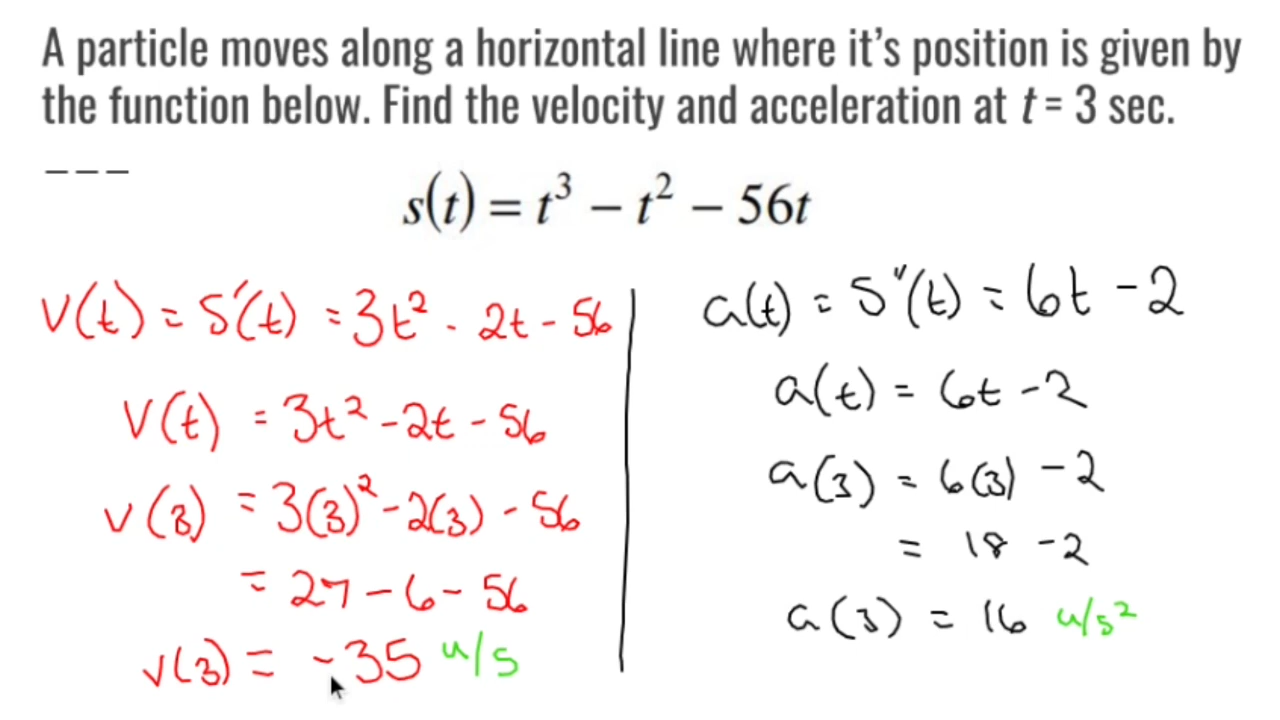 A particle moves along a horizontal line where it's position is given by
the function below. Find the velocity and acceleration at t = 3 sec.
---
s(t) = t³ − t² − 56t
v(t) = s'(t) = 3t² - 2t - 56
v(t) = 3t² - 2t - 56
v(3) = 3(3)² - 2(3) - 56
= 27 - 6 - 56
v(3) = -35 u/s
a(t) = s"(t) = 6t - 2
a(t) = 6t - 2
a(3) = 6(3) - 2
= 18 - 2
a(3) = 16 u/s²